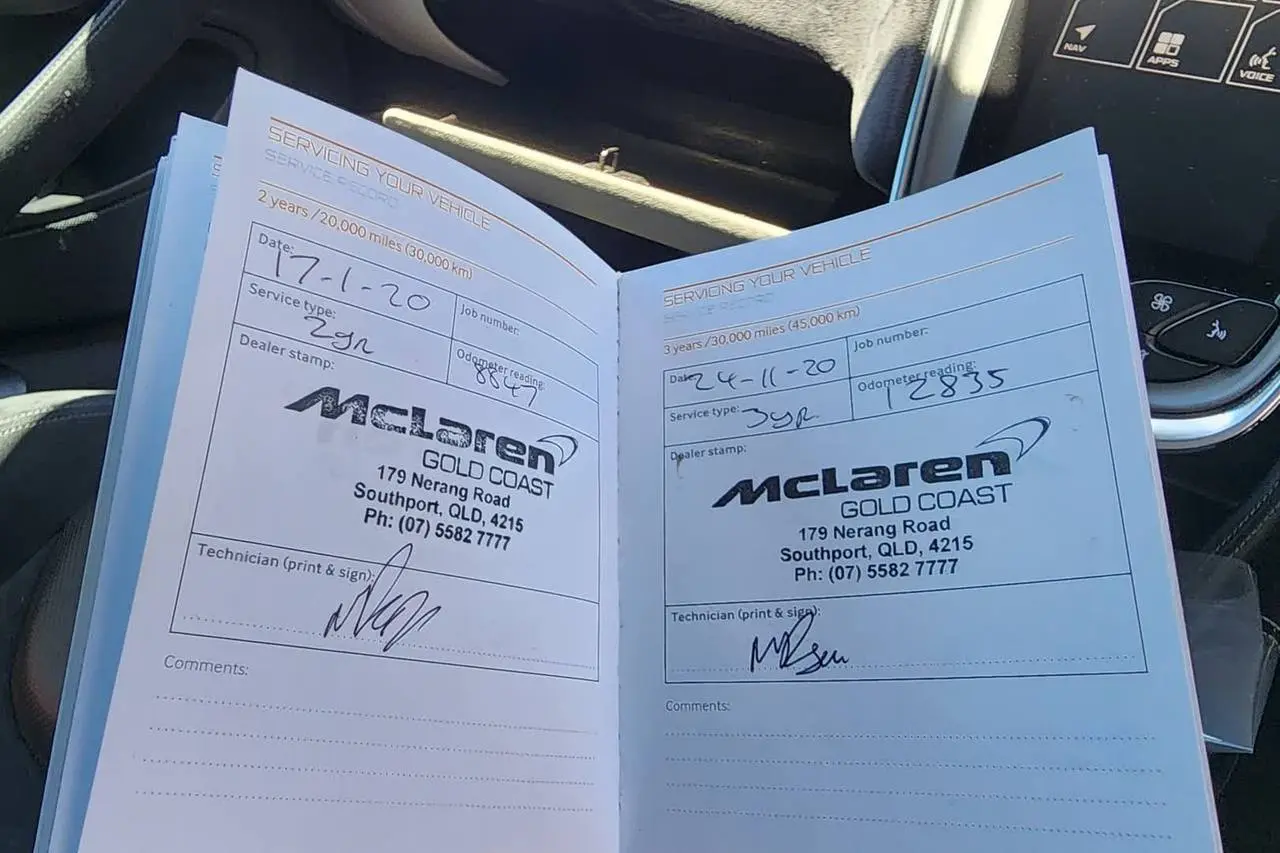 NAV
APPS
VOICE
SERVICING YOUR VEHICLE
SERVICE RECORD
2 years /20,000 miles (30,000 km)
Date: 17-1-20
Job number:
Service type: 2yr
Odometer reading: 8847
Dealer stamp:
McLaren
GOLD COAST
179 Nerang Road
Southport, QLD, 4215
Ph: (07) 5582 7777
Technician (print & sign):
Comments:
SERVICING YOUR VEHICLE
SERVICE RECORD
3 years /30,000 miles (45,000 km)
Date: 24-11-20
Job number:
Service type: 3yr
Odometer reading: 12835
Dealer stamp:
McLaren
GOLD COAST
179 Nerang Road
Southport, QLD, 4215
Ph: (07) 5582 7777
Technician (print & sign):
Comments: